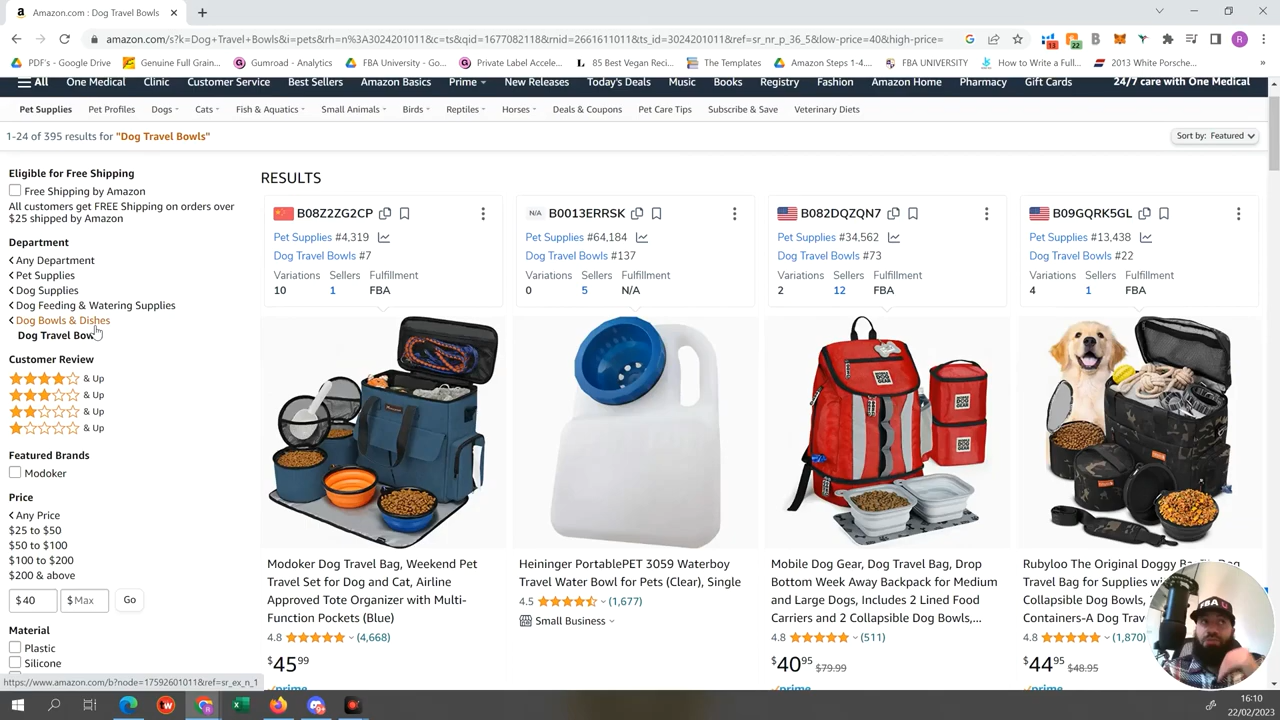 Amazon.com : Dog Travel Bowls
amazon.com/s?k=Dog+Travel+Bowls&i=pets&rh=n%3A3024201011&c=ts&qid=1677082118&rnid=2661611011&ts_id=3024201011&ref=sr_nr_p_36_5&low-price=40&high-price=
13
22
R
PDF's - Google Drive
Genuine Full Grain...
Gumroad - Analytics
FBA University - Go...
Private Label Accele...
85 Best Vegan Reci...
The Templates
Amazon Steps 1-4....
FBA UNIVERSITY
How to Write a Full...
2013 White Porsche...
All One Medical Clinic Customer Service Best Sellers Amazon Basics Prime New Releases Today's Deals Music Books Registry Fashion Amazon Home Pharmacy Gift Cards 24/7 care with One Medical
Pet Supplies Pet Profiles Dogs Cats Fish & Aquatics Small Animals Birds Reptiles Horses Deals & Coupons Pet Care Tips Subscribe & Save Veterinary Diets
1-24 of 395 results for "Dog Travel Bowls"
Sort by: Featured
Eligible for Free Shipping
Free Shipping by Amazon
All customers get FREE Shipping on orders over
$25 shipped by Amazon
Department
Any Department
Pet Supplies
Dog Supplies
Dog Feeding & Watering Supplies
Dog Bowls & Dishes
Dog Travel Bow
Customer Review
& Up
& Up
& Up
& Up
Featured Brands
Modoker
Price
Any Price
$25 to $50
$50 to $100
$100 to $200
$200 & above
$ 40 $ Max Go
Material
Plastic
Silicone
https://www.amazon.com/b?node=17592601011&ref=sr_ex_n_1
RESULTS
B08Z2ZG2CP
Pet Supplies #4,319
Dog Travel Bowls #7
Variations Sellers Fulfillment
10 1 FBA
Modoker Dog Travel Bag, Weekend Pet
Travel Set for Dog and Cat, Airline
Approved Tote Organizer with Multi-
Function Pockets (Blue)
4.8 (4,668)
$45 99
prime
N/A B0013ERRSK
Pet Supplies #64,184
Dog Travel Bowls #137
Variations Sellers Fulfillment
0 5 N/A
Heininger PortablePET 3059 Waterboy
Travel Water Bowl for Pets (Clear), Single
4.5 (1,677)
Small Business
B082DQZQN7
Pet Supplies #34,562
Dog Travel Bowls #73
Variations Sellers Fulfillment
2 12 FBA
Mobile Dog Gear, Dog Travel Bag, Drop
Bottom Week Away Backpack for Medium
and Large Dogs, Includes 2 Lined Food
Carriers and 2 Collapsible Dog Bowls,...
4.8 (511)
$40 95 $79.99
prime
B09GQRK5GL
Pet Supplies #13,438
Dog Travel Bowls #22
Variations Sellers Fulfillment
4 1 FBA
Rubyloo The Original Doggy
Travel Bag for Supplies
Collapsible Dog Bowls,
Containers-A Dog
4.8 (1,870)
$44 95 $48.95
prime
FBA U
16:10
22/02/2023